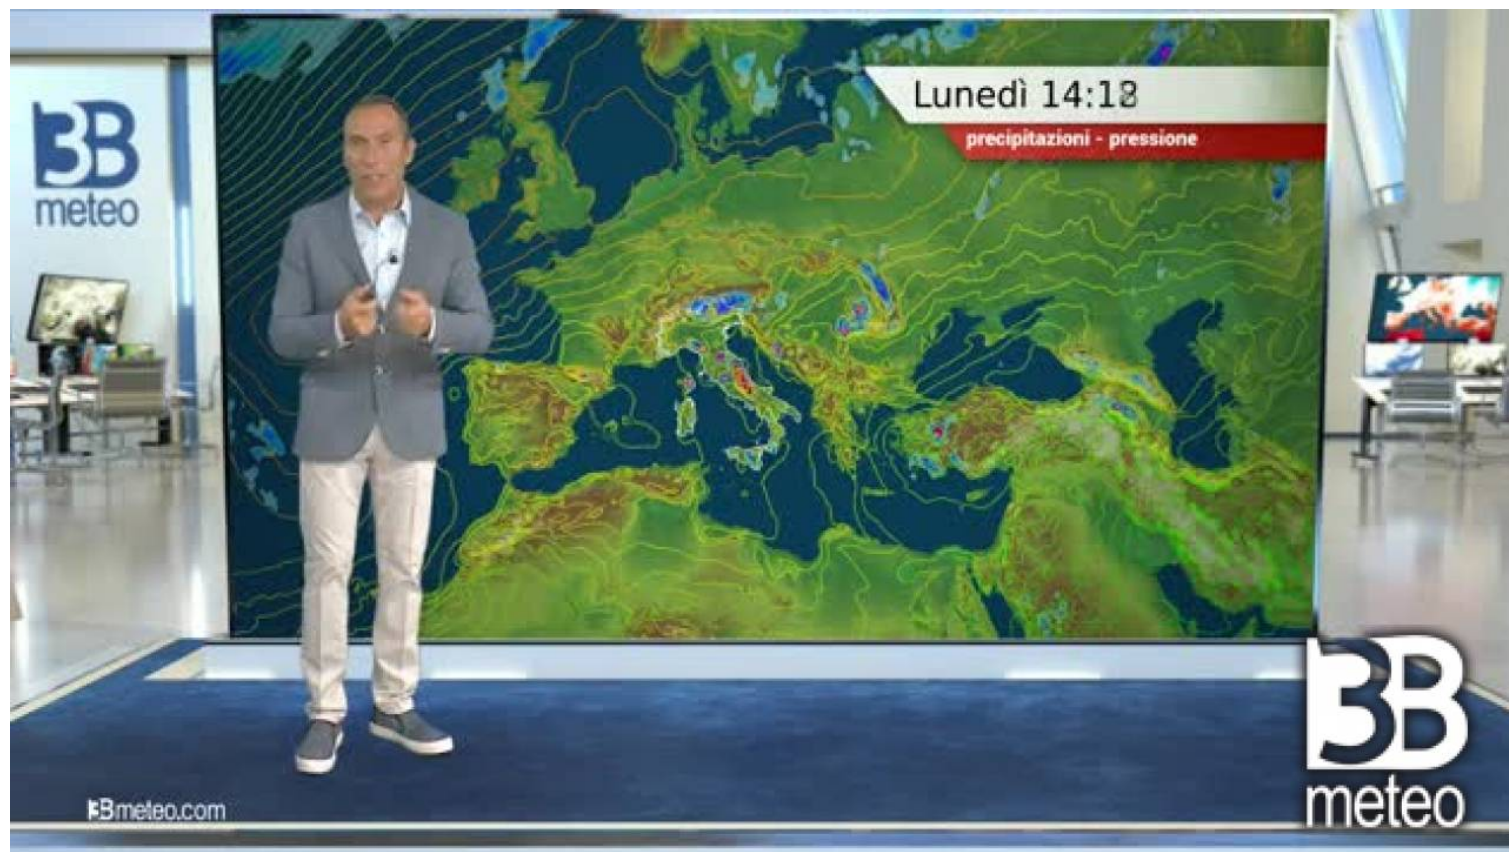 3B
meteo
Lunedì 14:18
precipitazioni - pressione
3Bmeteo.com
3B
meteo